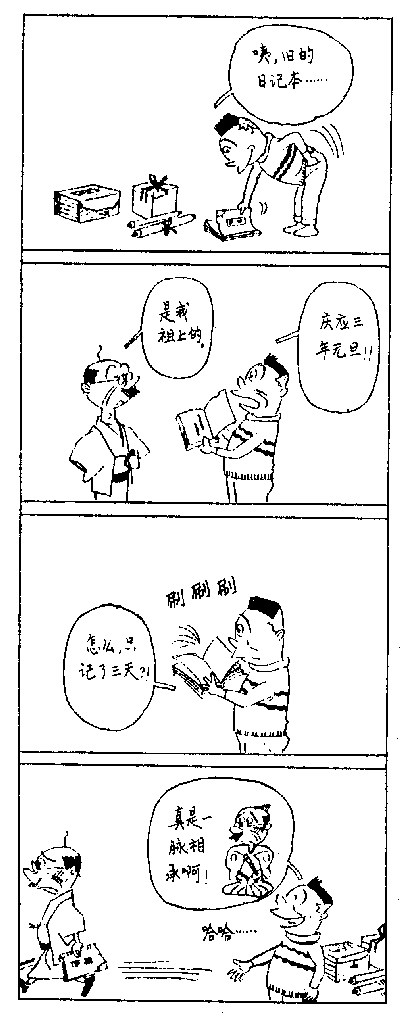 咦,旧的
日记本……
是我
祖上的。
庆应三
年元旦!!
刷刷刷
怎么,只
记了三天?!
真是一
脉相
承啊!
哈哈……